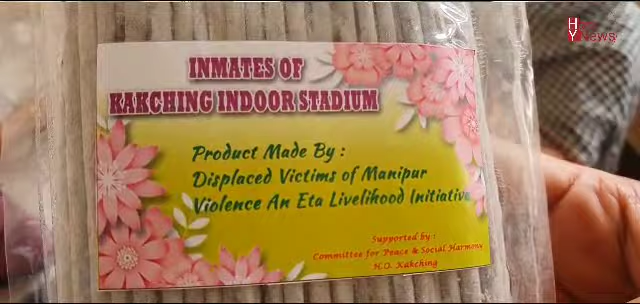 INMATES OF
KAKCHING INDOOR STADIUM
Product Made By :
Displaced Victims of Manipur
Violence An Eta Livelihood Initiative
Supported by :
Committee for Peace & Social Harmony
H.Q. Kakching
News